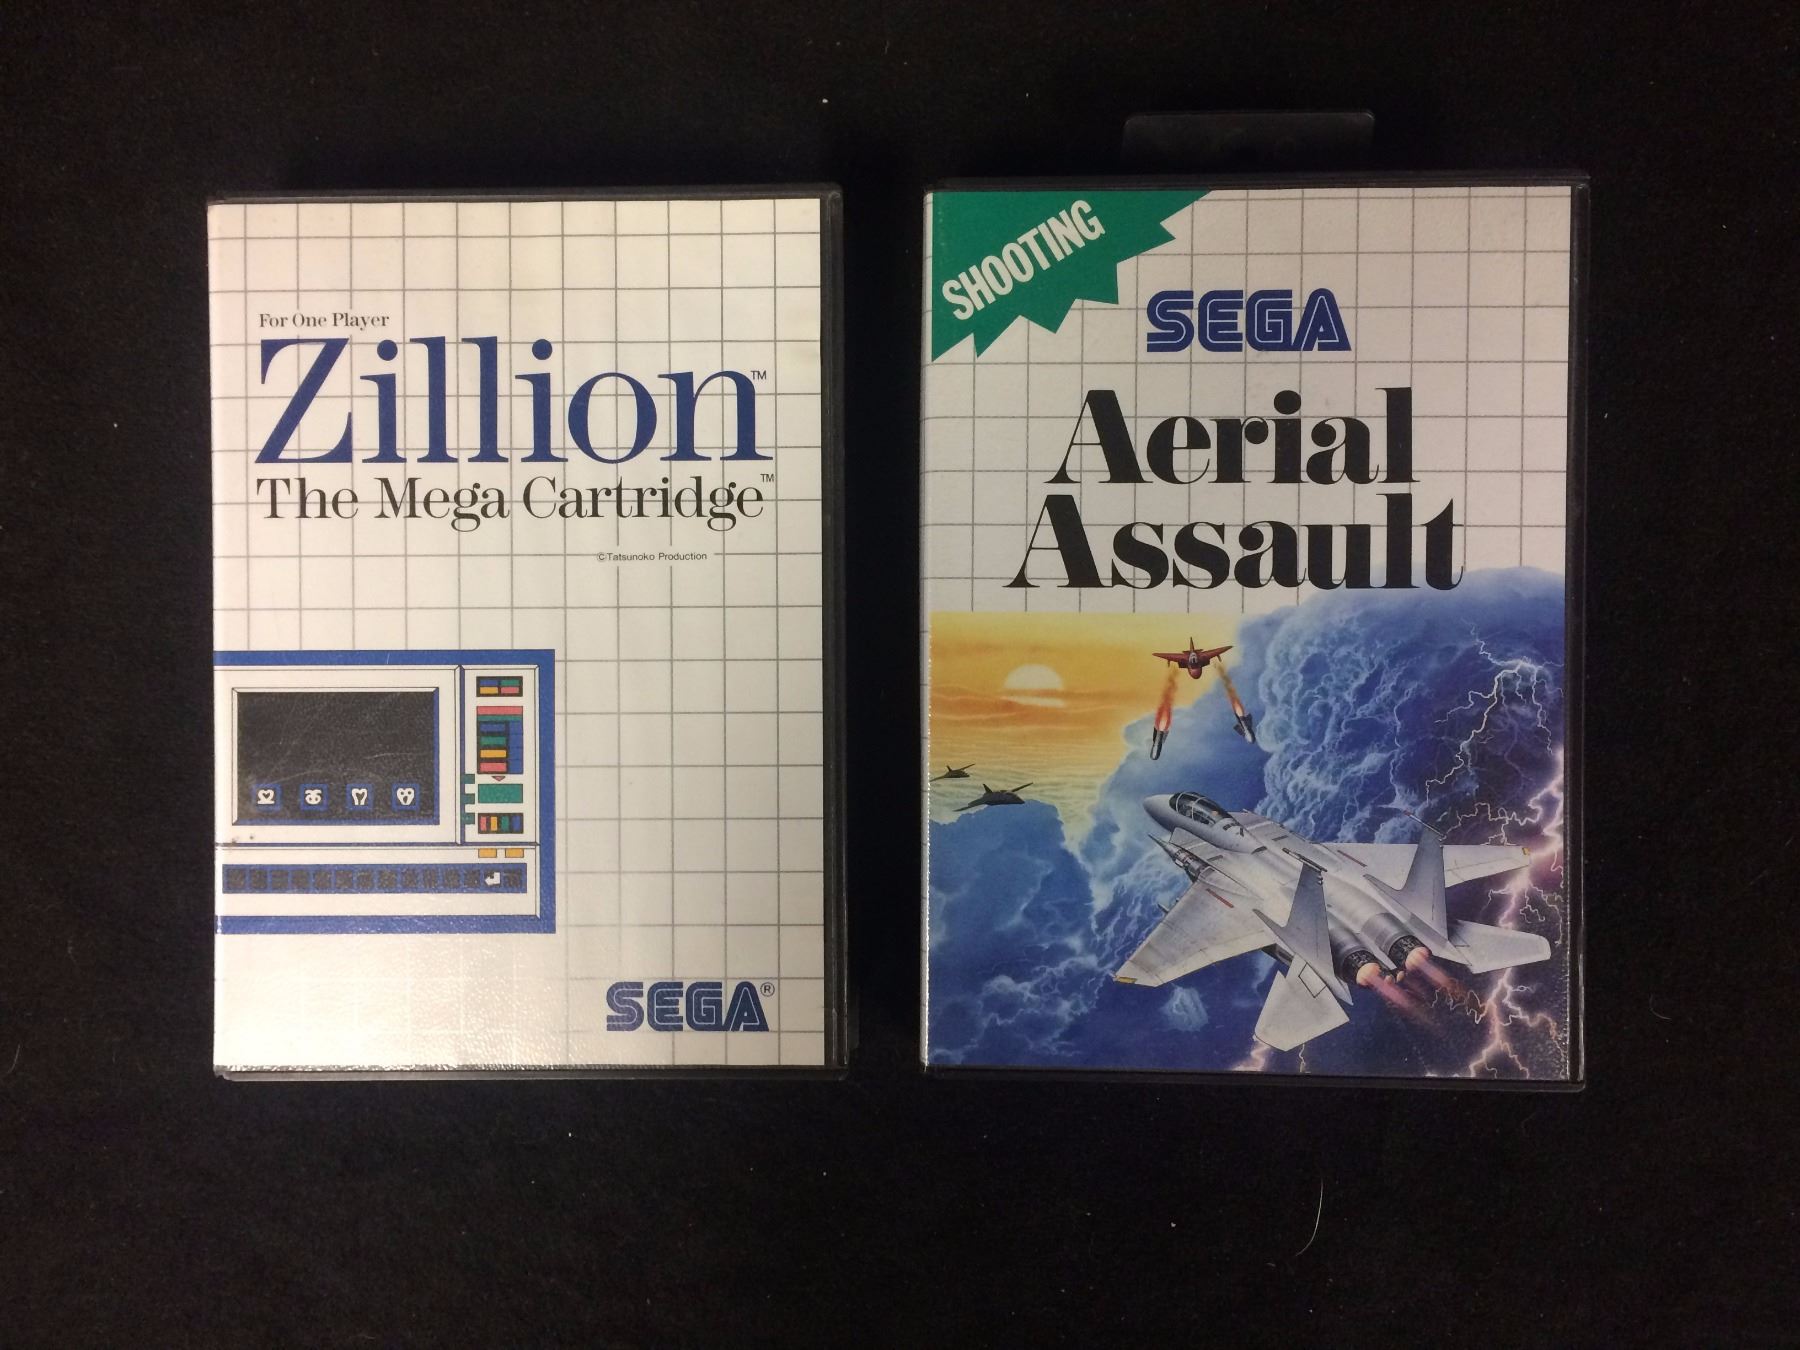 For One Player
Zillion™
The Mega Cartridge™
©Tatsunoko Production
SEGA®
SHOOTING
SEGA
Aerial
Assault